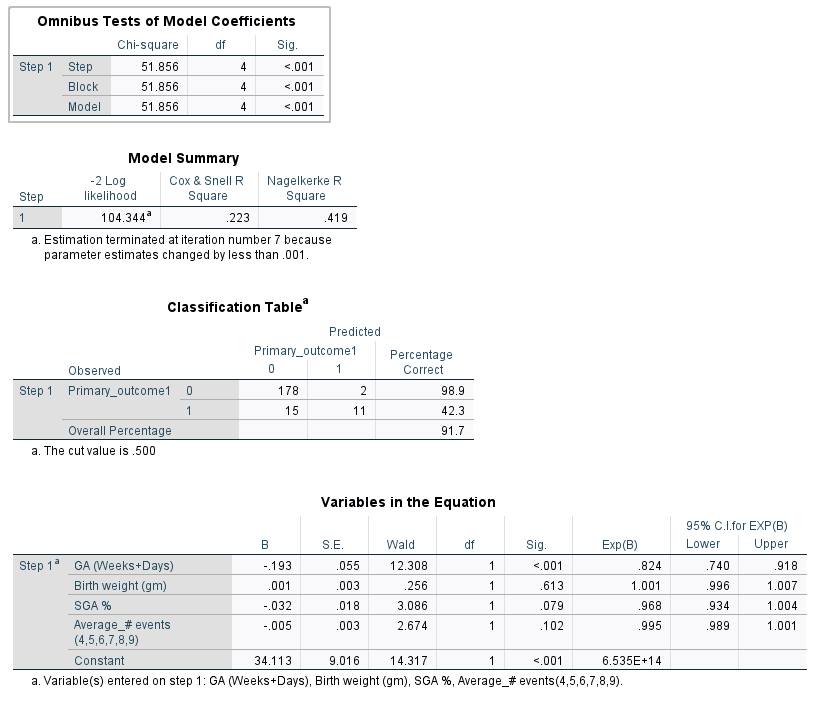 Omnibus Tests of Model Coefficients
Chi-square df Sig.
Step 1 Step 51.856 4 <.001
Block 51.856 4 <.001
Model 51.856 4 <.001
Model Summary
Step -2 Log likelihood Cox & Snell R Square Nagelkerke R Square
1 104.344a .223 .419
a. Estimation terminated at iteration number 7 because
parameter estimates changed by less than .001.
Classification Tablea
Predicted
Primary_outcome1 Percentage Correct
Observed 0 1
Step 1 Primary_outcome1 0 178 2 98.9
1 15 11 42.3
Overall Percentage 91.7
a. The cut value is .500
Variables in the Equation
95% C.I.for EXP(B)
B S.E. Wald df Sig. Exp(B) Lower Upper
Step 1a GA (Weeks+Days) -.193 .055 12.308 1 <.001 .824 .740 .918
Birth weight (gm) .001 .003 .256 1 .613 1.001 .996 1.007
SGA % -.032 .018 3.086 1 .079 .968 .934 1.004
Average_# events -.005 .003 2.674 1 .102 .995 .989 1.001
(4,5,6,7,8,9)
Constant 34.113 9.016 14.317 1 <.001 6.535E+14
a. Variable(s) entered on step 1: GA (Weeks+Days), Birth weight (gm), SGA %, Average_# events(4,5,6,7,8,9).